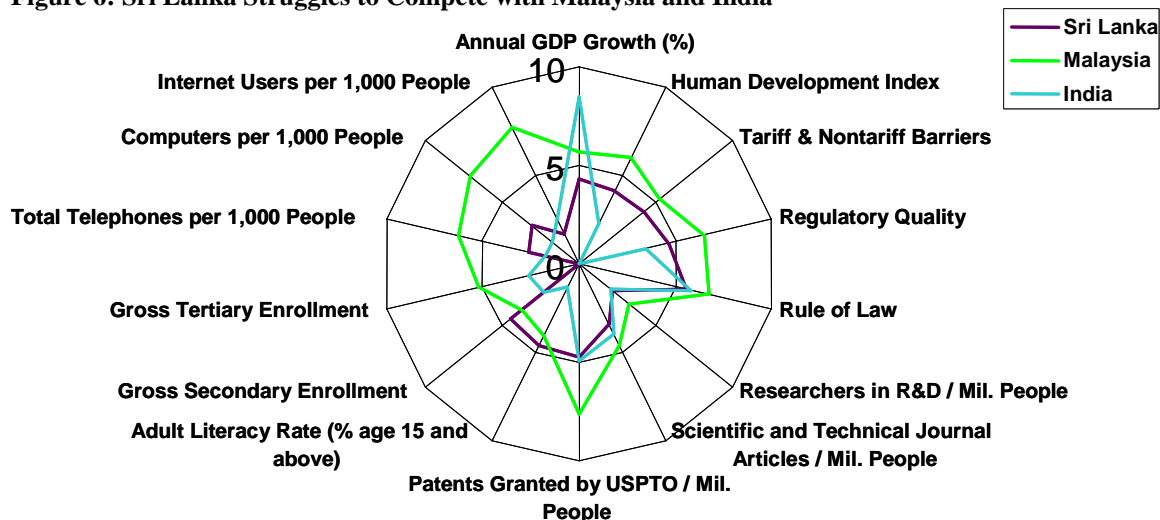 Figure 6: Sri Lanka Struggles to Compete with Malaysia and India
Sri Lanka
Malaysia
India
Annual GDP Growth (%)
10
Internet Users per 1,000 People
Human Development Index
Computers per 1,000 People
Tariff & Nontariff Barriers
5
Total Telephones per 1,000 People
Regulatory Quality
0
Gross Tertiary Enrollment
Rule of Law
Gross Secondary Enrollment
Researchers in R&D / Mil. People
Adult Literacy Rate (% age 15 and
above)
Scientific and Technical Journal
Articles / Mil. People
Patents Granted by USPTO / Mil.
People